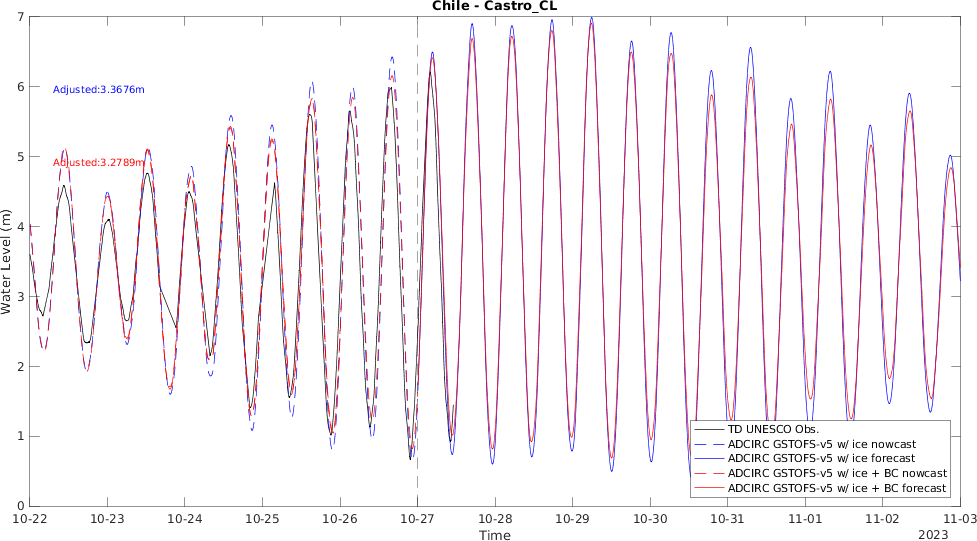 Chile - Castro_CL
7
6
5
4
3
2
1
0
Water Level (m)
Adjusted:3.3676m
Adjusted:3.2789m
TD UNESCO Obs.
ADCIRC GSTOFS-v5 w/ ice nowcast
ADCIRC GSTOFS-v5 w/ ice forecast
ADCIRC GSTOFS-v5 w/ ice + BC nowcast
ADCIRC GSTOFS-v5 w/ ice + BC forecast
10-22 10-23 10-24 10-25 10-26 10-27 10-28 10-29 10-30 10-31 11-01 11-02 11-03
Time
2023